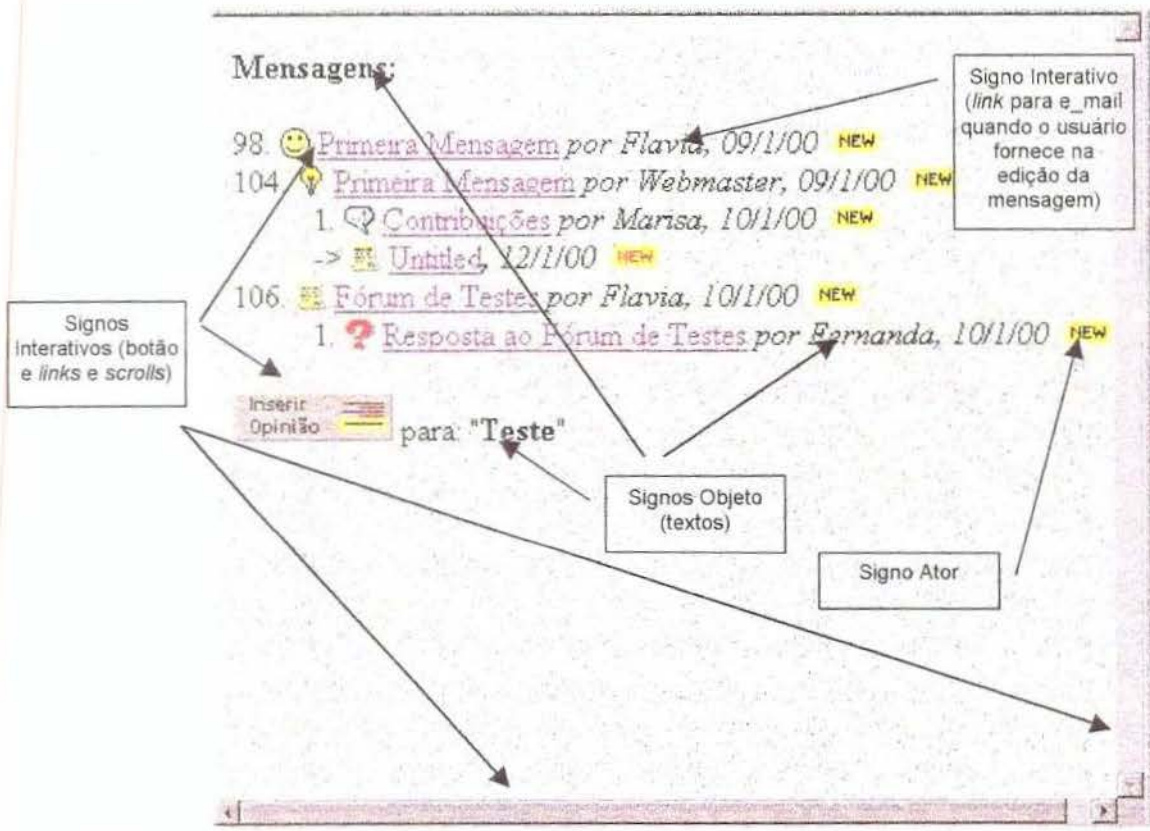 Mensagens:
98. Primeira Mensagem por Flavia, 09/1/00 NEW
104. Primeira Mensagem por Webmaster, 09/1/00 NEW
1. Contribuições por Marisa, 10/1/00 NEW
-> Untitled, 12/1/00 NEW
106. Fórum de Testes por Flavia, 10/1/00 NEW
1. Resposta ao Fórum de Testes por Fernanda, 10/1/00 NEW
Inserir
Opinião
para: "Teste"
Signo Interativo
(link para e_mail
quando o usuário
fornece na
edição da
mensagem)
Signos
Interativos (botão
e links e scrolls)
Signos Objeto
(textos)
Signo Ator